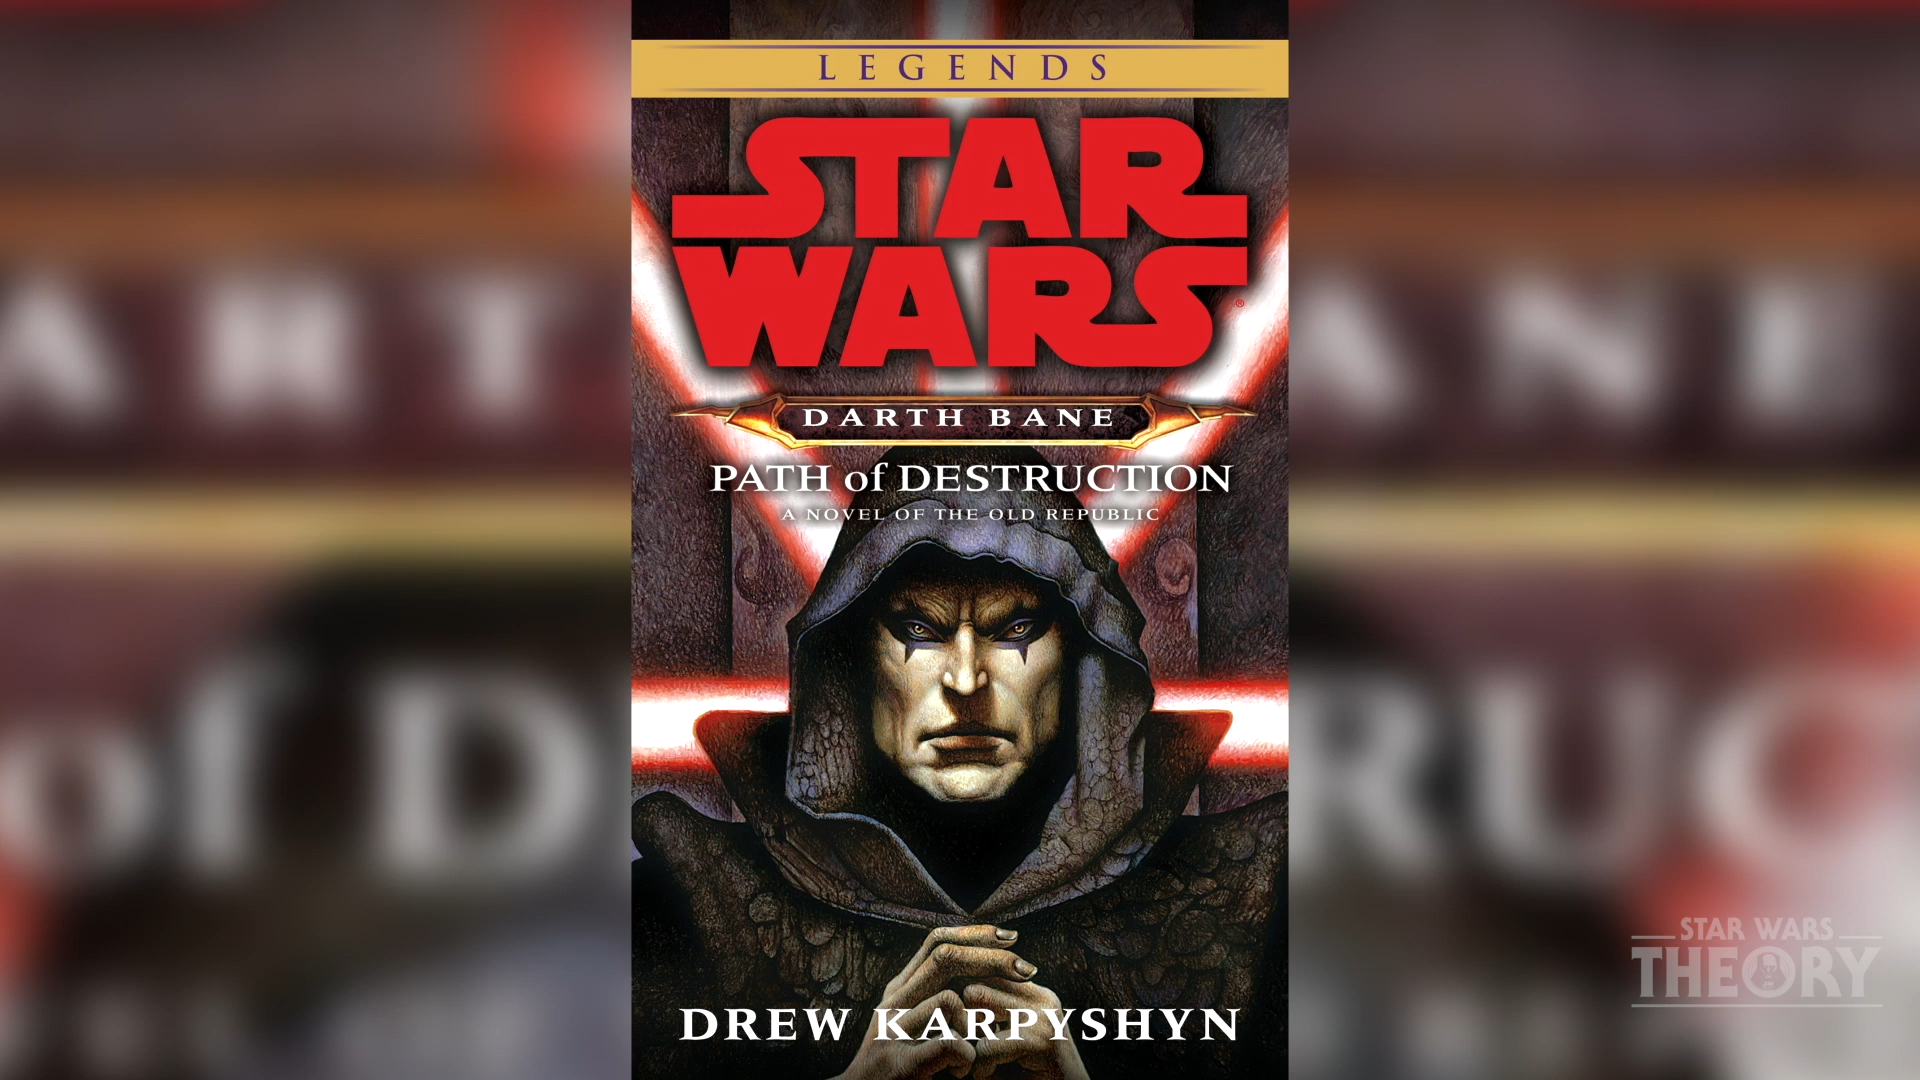 LEGENDS
STAR
WARS®
DARTH BANE
PATH of DESTRUCTION
A NOVEL OF THE OLD REPUBLIC
DREW KARPYSHYN
STAR WARS
THEORY